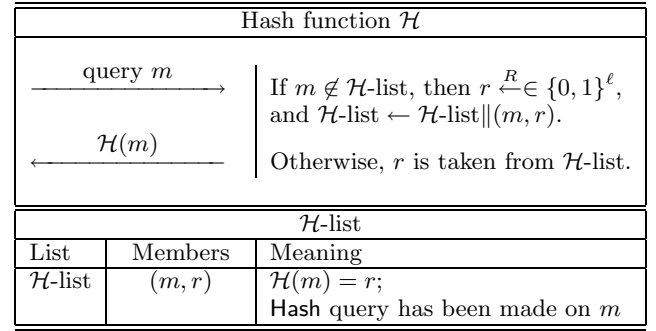 Hash function ℋ
query m
If m ∉ ℋ-list, then r ←^R ∈ {0, 1}^ℓ,
and ℋ-list ← ℋ-list‖(m, r).
ℋ(m)
Otherwise, r is taken from ℋ-list.
ℋ-list
List Members Meaning
ℋ-list (m, r) ℋ(m) = r;
Hash query has been made on m